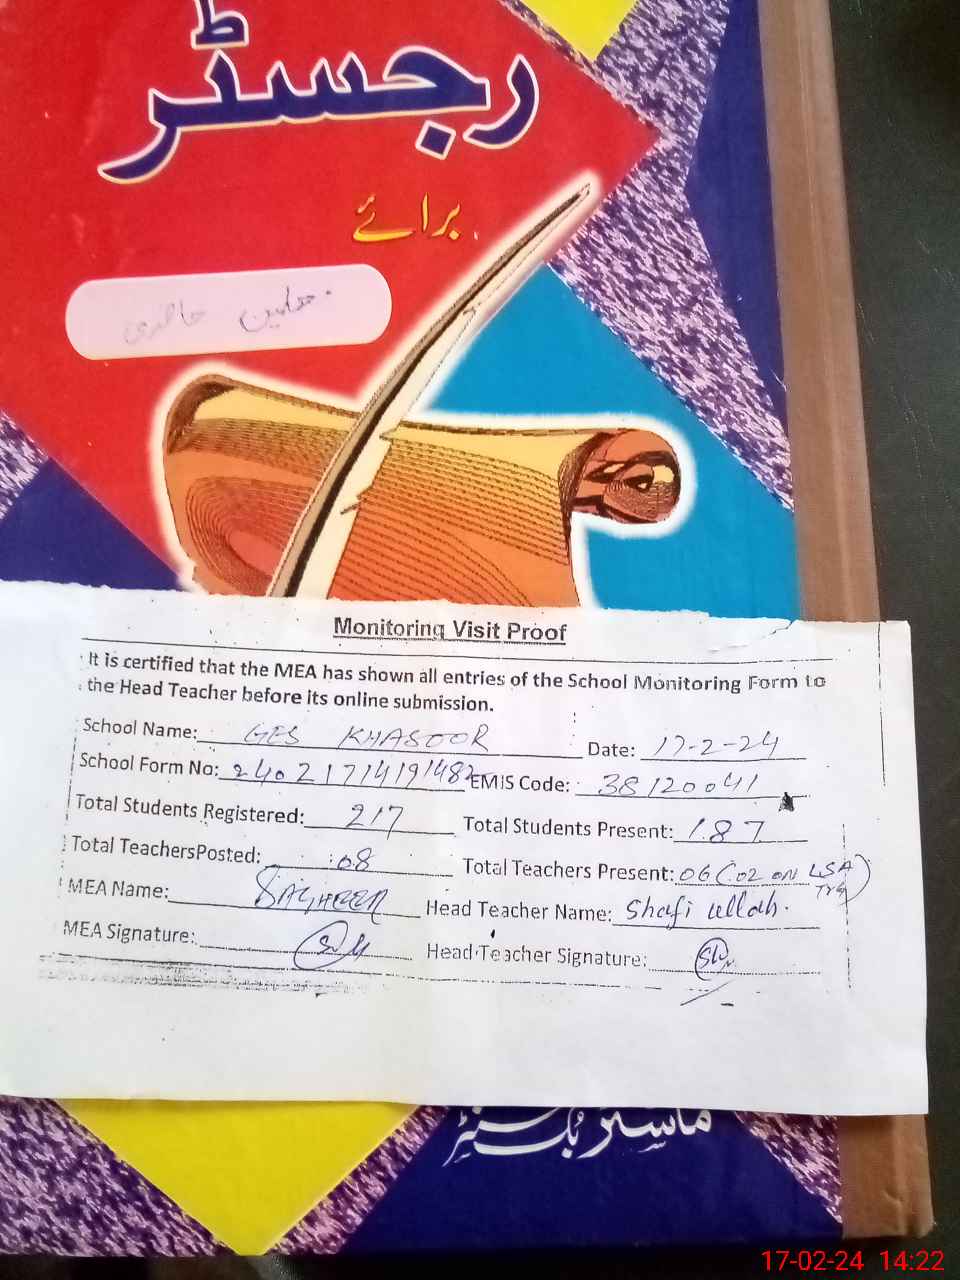 رجسٹر
برائے
معلمین حاضری
Monitoring Visit Proof
It is certified that the MEA has shown all entries of the School Monitoring Form to
the Head Teacher before its online submission.
School Name: GES KHASOOR Date: 17-2-24
School Form No: 24021714191482 EMIS Code: 38120041
Total Students Registered: 217 Total Students Present: 187
Total TeachersPosted: 08 Total Teachers Present: 06 (02 ON LSA Trg)
MEA Name: Head Teacher Name: Shafi ullah.
MEA Signature: Head Teacher Signature:
ماسٹر بک سنٹر
17-02-24 14:22